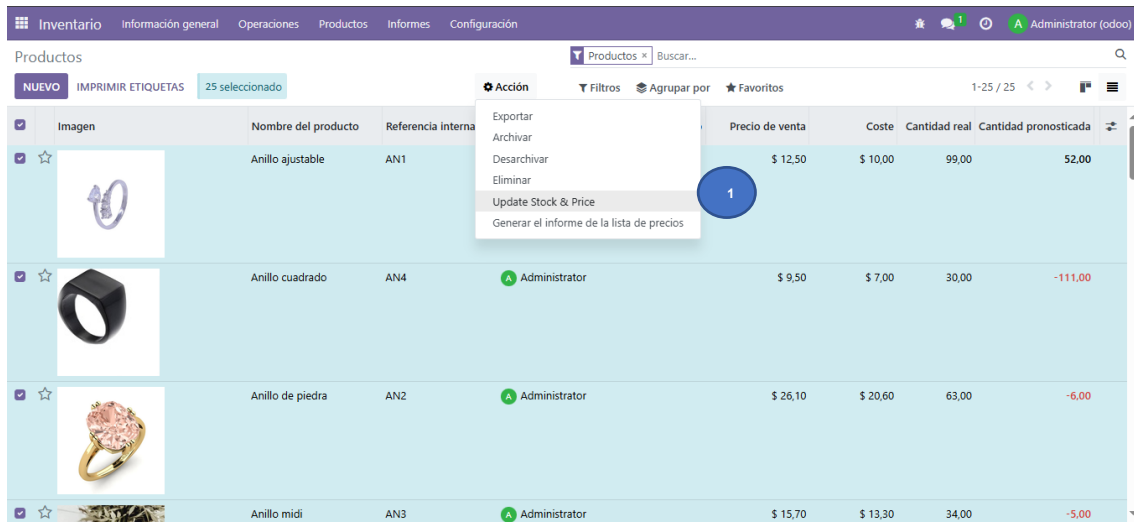 Inventario Información general Operaciones Productos Informes Configuración 1 A Administrator (odoo)
Productos Productos × Buscar...
NUEVO IMPRIMIR ETIQUETAS 25 seleccionado Acción Filtros Agrupar por Favoritos 1-25 / 25
Imagen Nombre del producto Referencia interna Precio de venta Coste Cantidad real Cantidad pronosticada
Exportar
Archivar
Desarchivar
Eliminar
Update Stock & Price
Generar el informe de la lista de precios
1
Anillo ajustable AN1 $ 12,50 $ 10,00 99,00 52,00
Anillo cuadrado AN4 A Administrator $ 9,50 $ 7,00 30,00 -111,00
Anillo de piedra AN2 A Administrator $ 26,10 $ 20,60 63,00 -6,00
Anillo midi AN3 A Administrator $ 15,70 $ 13,30 34,00 -5,00